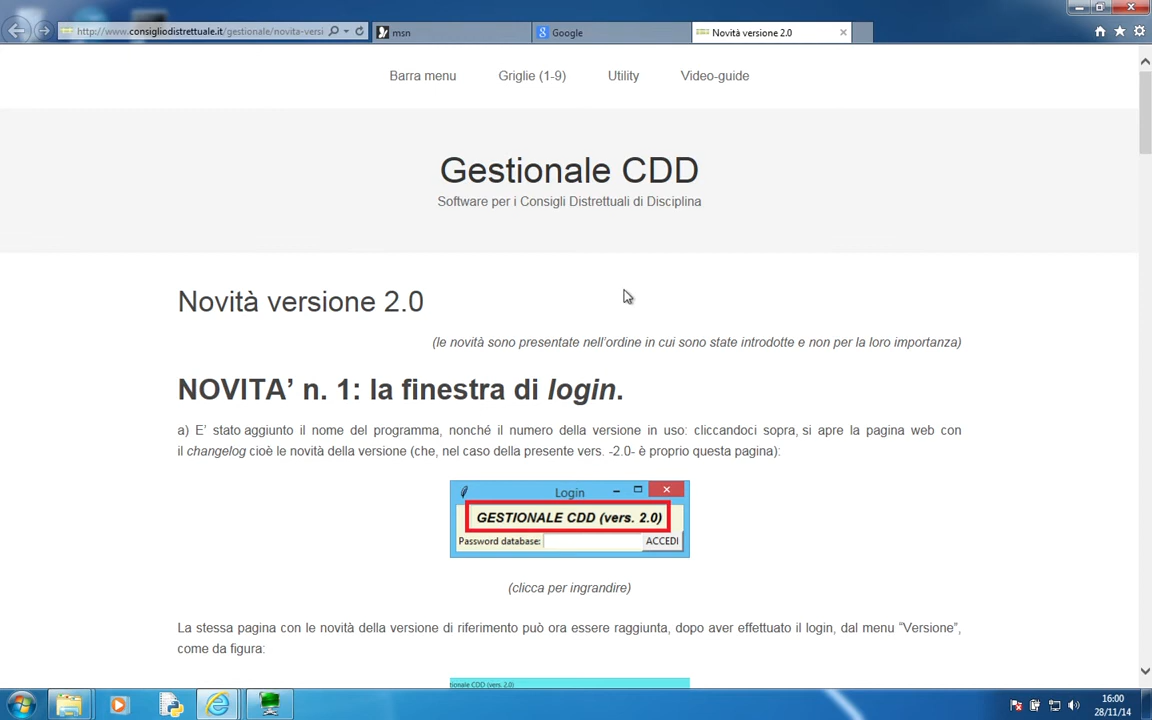 http://www.consigliodistrettuale.it/gestionale/novita-versi
msn
Google
Novità versione 2.0
Barra menu
Griglie (1-9)
Utility
Video-guide
Gestionale CDD
Software per i Consigli Distrettuali di Disciplina
Novità versione 2.0
(le novità sono presentate nell'ordine in cui sono state introdotte e non per la loro importanza)
NOVITA' n. 1: la finestra di login.
a) E' stato aggiunto il nome del programma, nonché il numero della versione in uso: cliccandoci sopra, si apre la pagina web con
il changelog cioè le novità della versione (che, nel caso della presente vers. -2.0- è proprio questa pagina):
Login
GESTIONALE CDD (vers. 2.0)
Password database:
ACCEDI
(clicca per ingrandire)
La stessa pagina con le novità della versione di riferimento può ora essere raggiunta, dopo aver effettuato il login, dal menu "Versione",
come da figura:
ionale CDD (vers. 2.0)
16:00
28/11/14